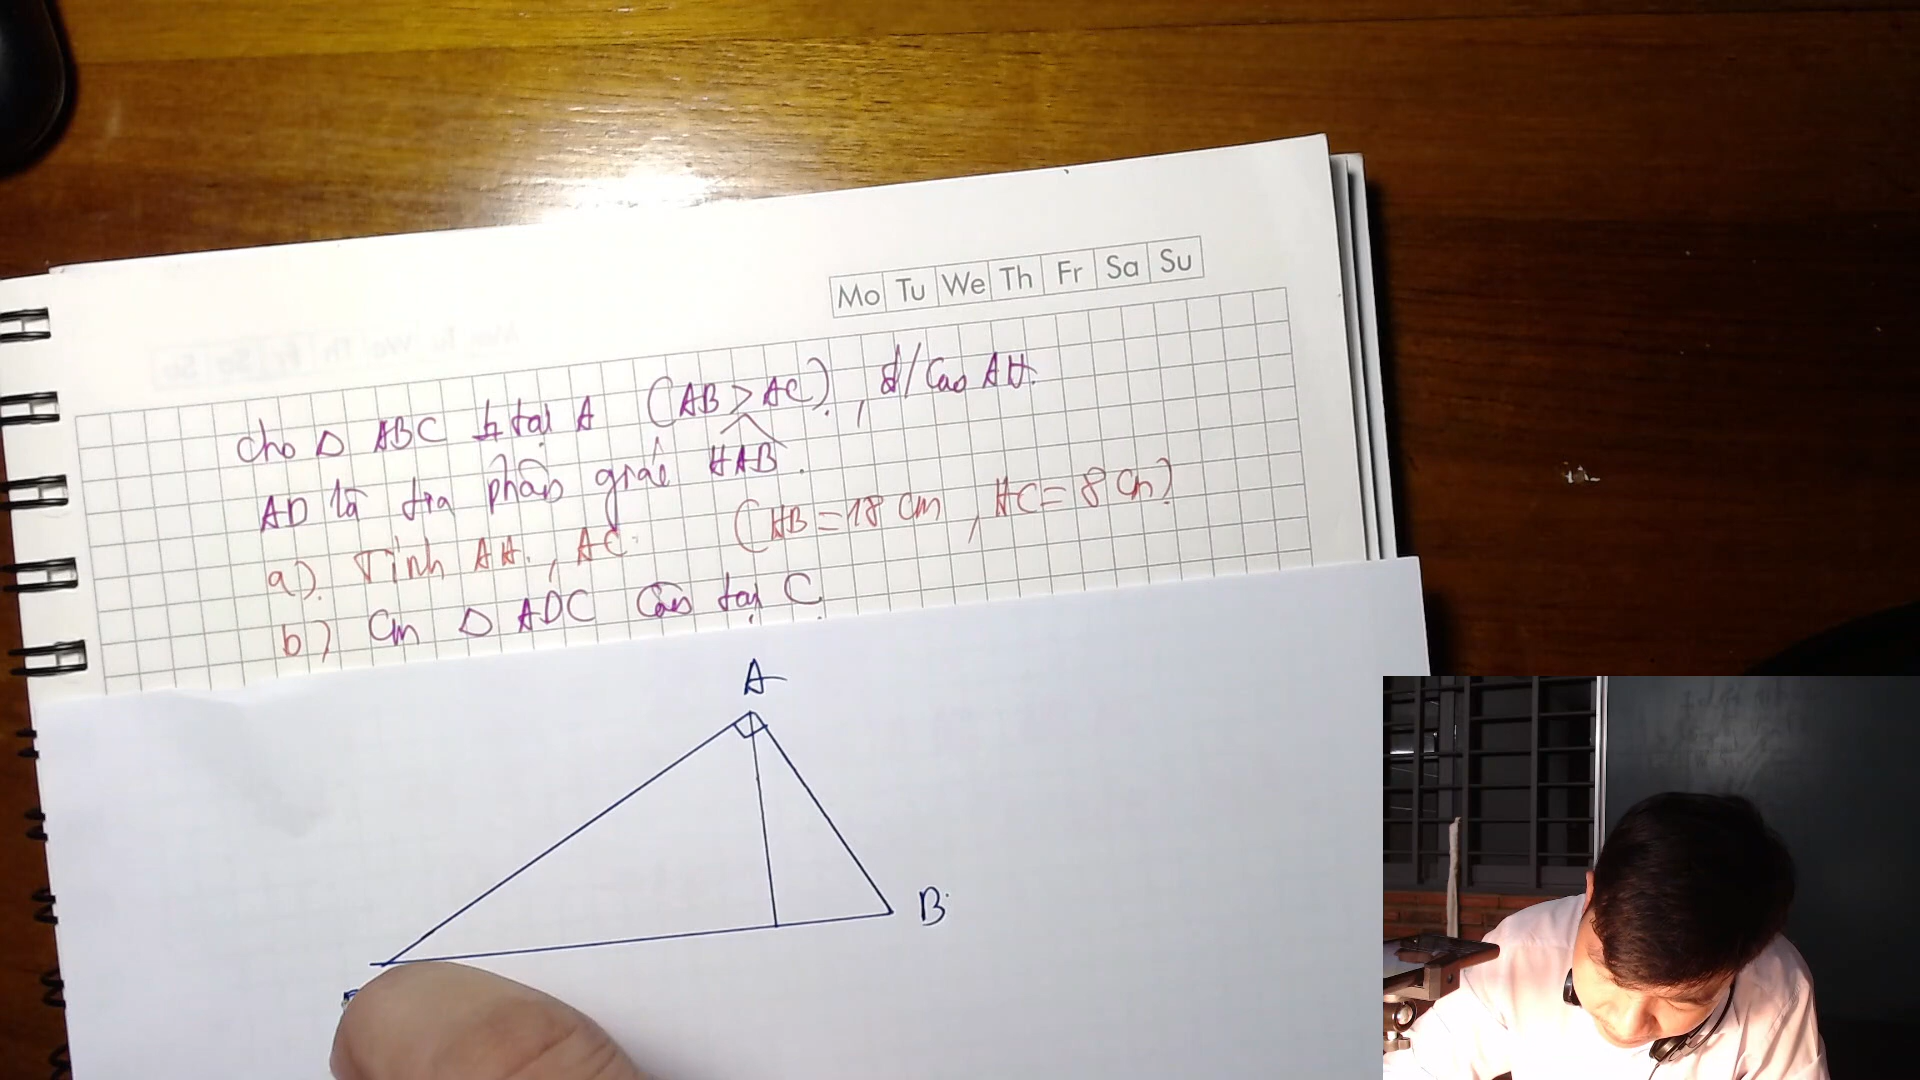 Mo Tu We Th Fr Sa Su
Cho Δ ABC ⊥ tại A (AB > AC), đ/cao AH.
AD là tia phân giác HAB.
a). Tính AH, AC. (HB = 18 cm, HC = 8 cm)
b) Cm Δ ADC cân tại C
A
B